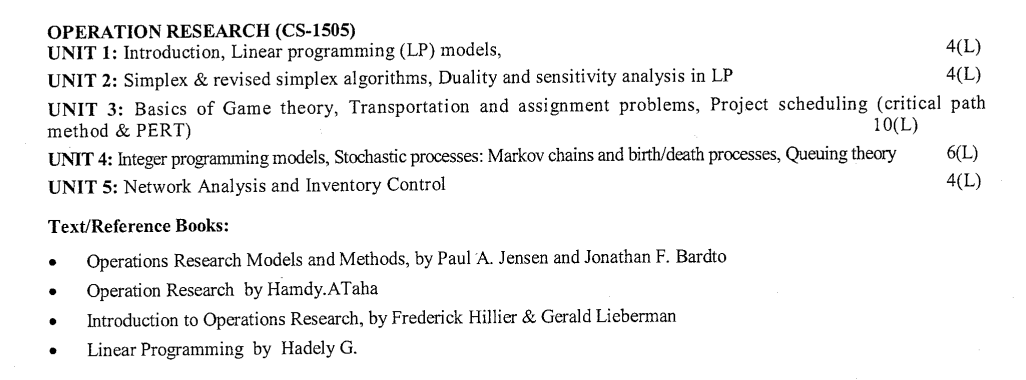 OPERATION RESEARCH (CS-1505)
UNIT 1: Introduction, Linear programming (LP) models, 4(L)
UNIT 2: Simplex & revised simplex algorithms, Duality and sensitivity analysis in LP 4(L)
UNIT 3: Basics of Game theory, Transportation and assignment problems, Project scheduling (critical path
method & PERT) 10(L)
UNIT 4: Integer programming models, Stochastic processes: Markov chains and birth/death processes, Queuing theory 6(L)
UNIT 5: Network Analysis and Inventory Control 4(L)
Text/Reference Books:
• Operations Research Models and Methods, by Paul A. Jensen and Jonathan F. Bardto
• Operation Research by Hamdy.ATaha
• Introduction to Operations Research, by Frederick Hillier & Gerald Lieberman
• Linear Programming by Hadely G.